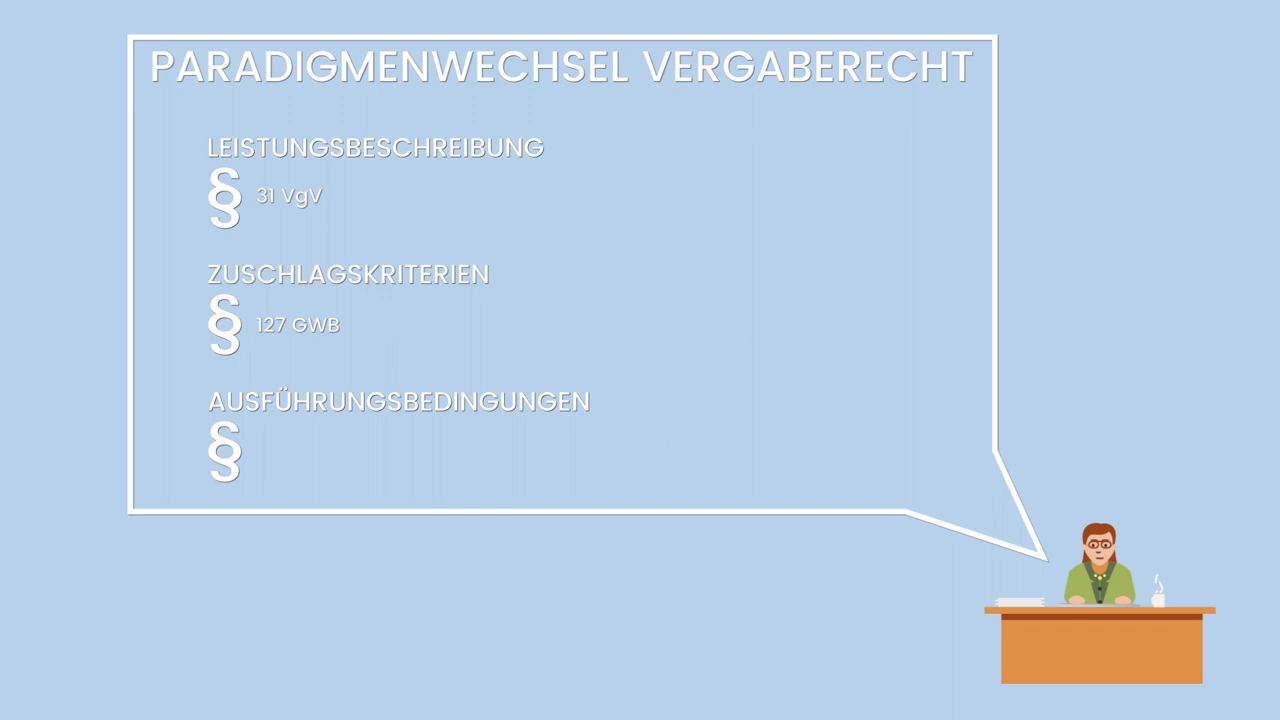 PARADIGMENWECHSEL VERGABERECHT
LEISTUNGSBESCHREIBUNG
§ 31 VgV
ZUSCHLAGSKRITERIEN
§ 127 GWB
AUSFÜHRUNGSBEDINGUNGEN
§